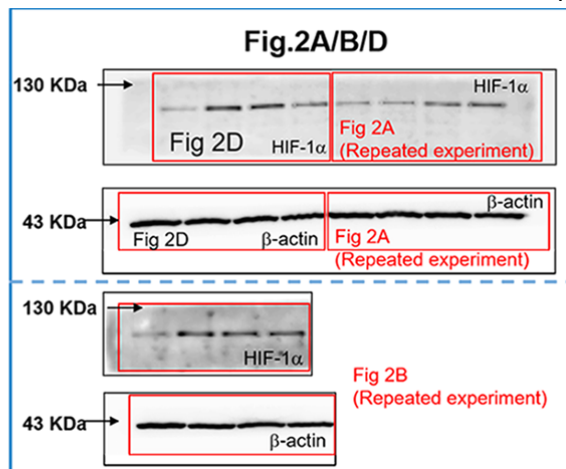 Fig.2A/B/D
130 KDa
HIF-1α
Fig 2D
HIF-1α
Fig 2A
(Repeated experiment)
β-actin
43 KDa
Fig 2D
β-actin
Fig 2A
(Repeated experiment)
130 KDa
HIF-1α
Fig 2B
(Repeated experiment)
43 KDa
β-actin